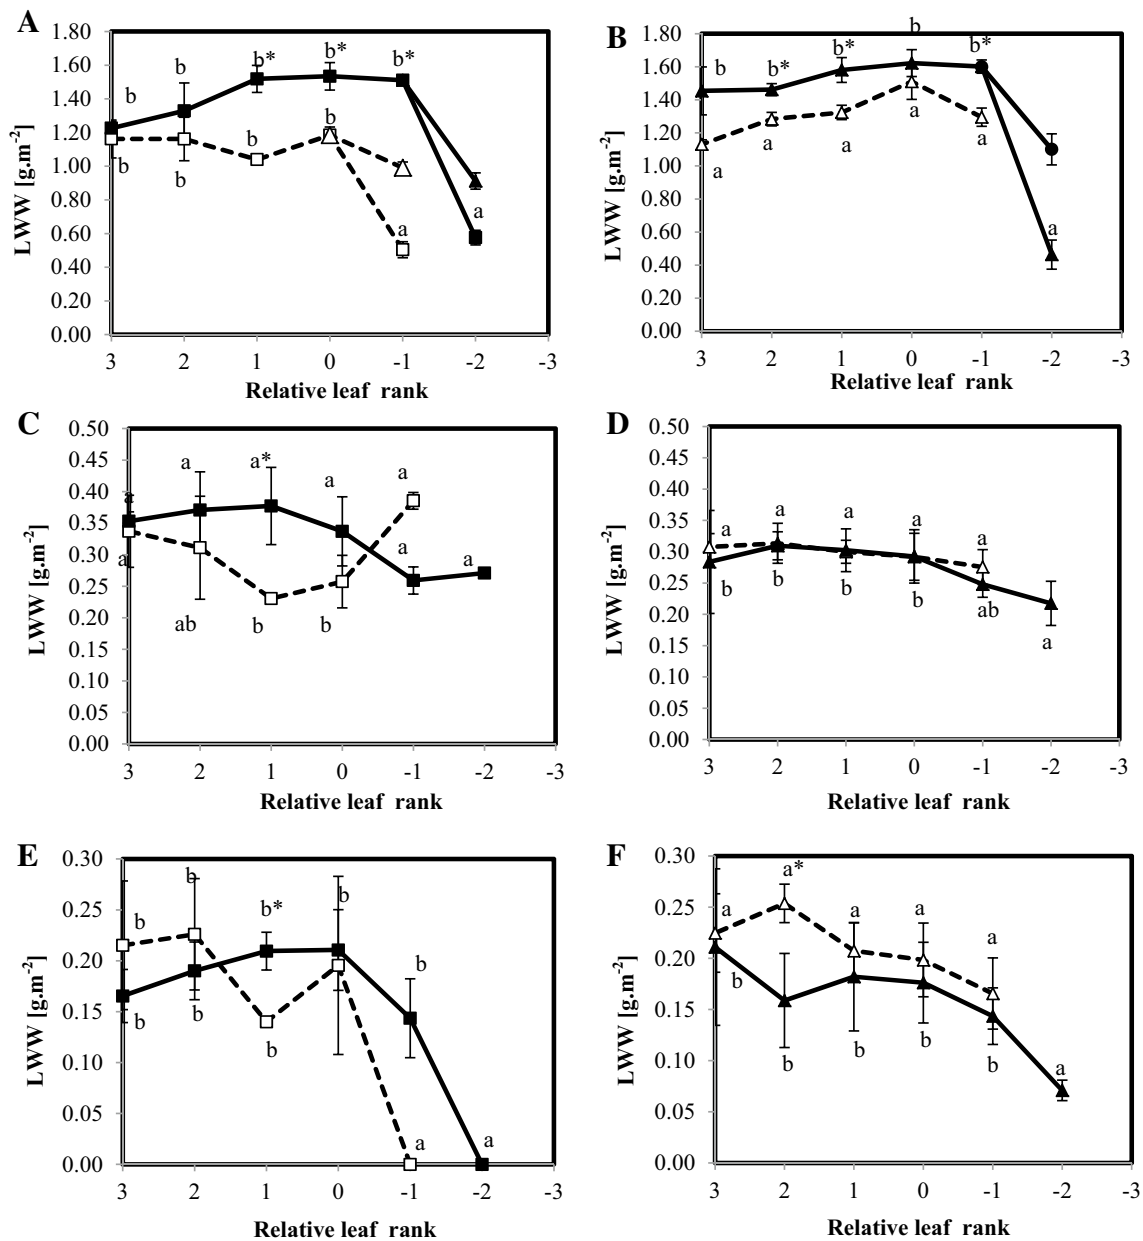 A
LWW [g.m-2]
1.80
1.60
1.40
1.20
1.00
0.80
0.60
0.40
0.20
0.00
b
b
b*
b*
b*
b
b
b
b
a
a
3 2 1 0 -1 -2 -3
Relative leaf rank
B
LWW [g.m-2]
1.80
1.60
1.40
1.20
1.00
0.80
0.60
0.40
0.20
0.00
b
b*
b*
b
b*
a
a
a
a
a
a
3 2 1 0 -1 -2 -3
Relative leaf rank
C
LWW [g.m-2]
0.50
0.45
0.40
0.35
0.30
0.25
0.20
0.15
0.10
0.05
0.00
a
a
a*
a
a
a
a
a
ab
b
b
3 2 1 0 -1 -2 -3
Relative leaf rank
D
LWW [g.m-2]
0.50
0.45
0.40
0.35
0.30
0.25
0.20
0.15
0.10
0.05
0.00
a
a
a
a
a
b
b
b
b
ab
a
3 2 1 0 -1 -2 -3
Relative leaf rank
E
LWW [g.m-2]
0.30
0.25
0.20
0.15
0.10
0.05
0.00
b
b
b*
b
b
b
b
b
a
a
3 2 1 0 -1 -2 -3
Relative leaf rank
F
LWW [g.m-2]
0.30
0.25
0.20
0.15
0.10
0.05
0.00
a
a*
a
a
a
b
b
b
b
b
a
3 2 1 0 -1 -2 -3
Relative leaf rank